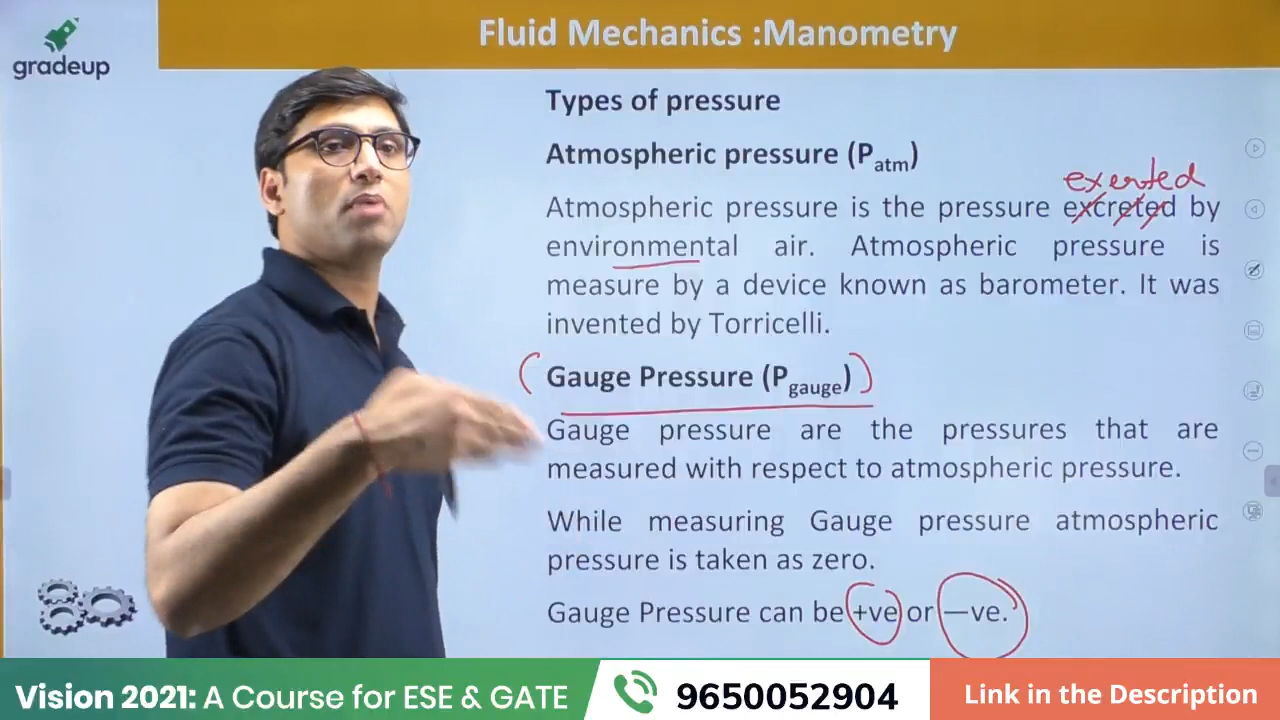 Fluid Mechanics :Manometry
gradeup
Types of pressure
Atmospheric pressure (Patm)
exerted
Atmospheric pressure is the pressure excreted by
environmental air. Atmospheric pressure is
measure by a device known as barometer. It was
invented by Torricelli.
(Gauge Pressure (Pgauge))
Gauge pressure are the pressures that are
measured with respect to atmospheric pressure.
While measuring Gauge pressure atmospheric
pressure is taken as zero.
Gauge Pressure can be +ve or —ve.
Vision 2021: A Course for ESE & GATE
9650052904
Link in the Description